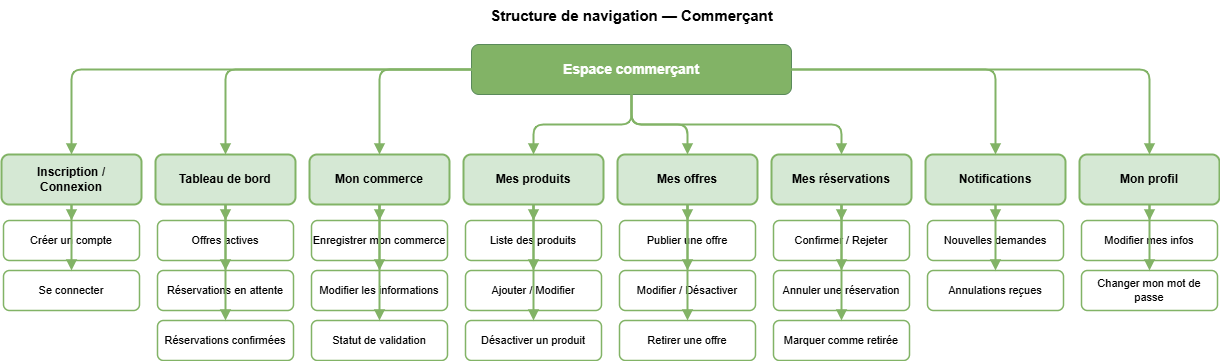 Structure de navigation — Commerçant
Espace commerçant
Inscription /
Connexion
Tableau de bord
Mon commerce
Mes produits
Mes offres
Mes réservations
Notifications
Mon profil
Créer un compte
Offres actives
Enregistrer mon commerce
Liste des produits
Publier une offre
Confirmer / Rejeter
Nouvelles demandes
Modifier mes infos
Se connecter
Réservations en attente
Modifier les informations
Ajouter / Modifier
Modifier / Désactiver
Annuler une réservation
Annulations reçues
Changer mon mot de
passe
Réservations confirmées
Statut de validation
Désactiver un produit
Retirer une offre
Marquer comme retirée